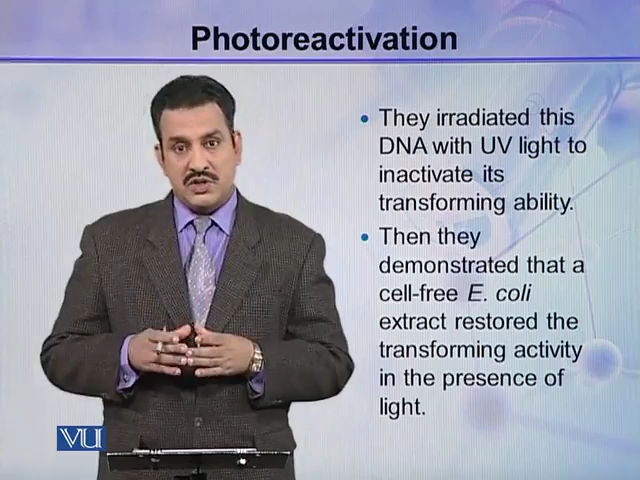 Photoreactivation
• They irradiated this
DNA with UV light to
inactivate its
transforming ability.
• Then they
demonstrated that a
cell-free E. coli
extract restored the
transforming activity
in the presence of
light.
VU